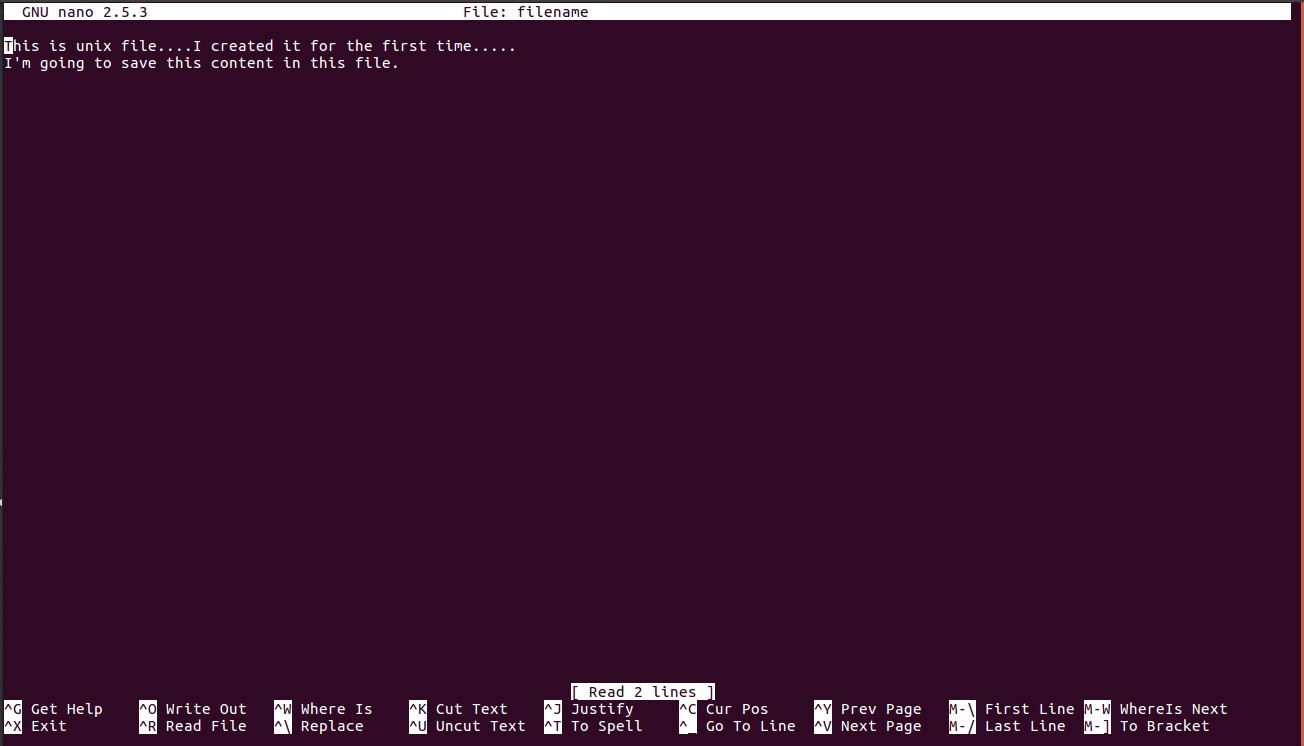 GNU nano 2.5.3 File: filename
This is unix file....I created it for the first time.....
I'm going to save this content in this file.
[ Read 2 lines ]
^G Get Help ^O Write Out ^W Where Is ^K Cut Text ^J Justify ^C Cur Pos ^Y Prev Page M-\ First Line M-W WhereIs Next
^X Exit ^R Read File ^\ Replace ^U Uncut Text ^T To Spell ^_ Go To Line ^V Next Page M-/ Last Line M-] To Bracket